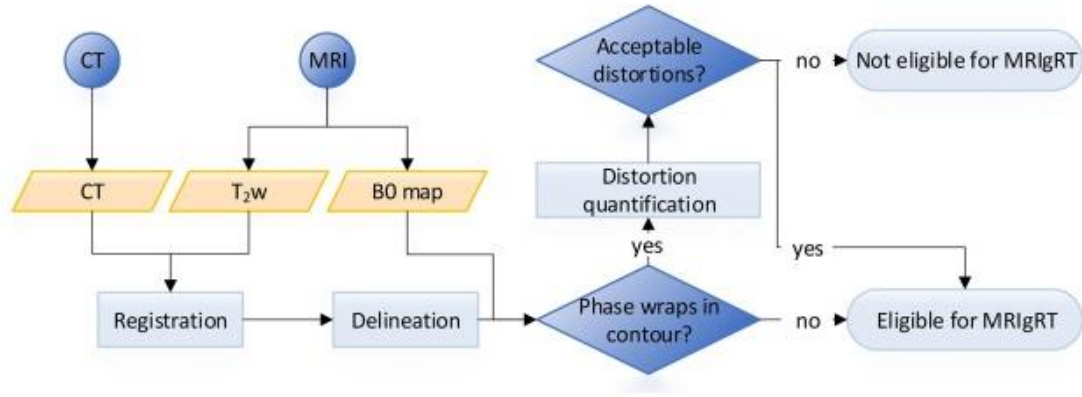 CT
MRI
Acceptable
distortions?
no
Not eligible for MRIgRT
CT
T₂w
B0 map
Distortion
quantification
yes
yes
Registration
Delineation
Phase wraps in
contour?
no
Eligible for MRIgRT